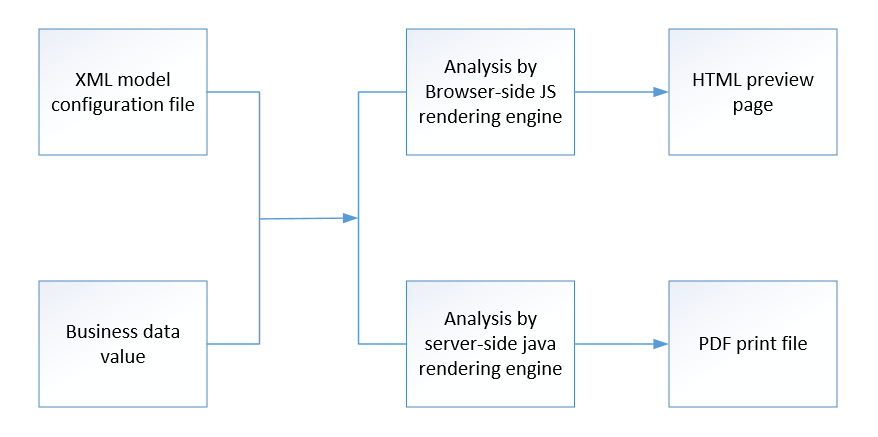 XML model
configuration file
Analysis by
Browser-side JS
rendering engine
HTML preview
page
Business data
value
Analysis by
server-side java
rendering engine
PDF print file